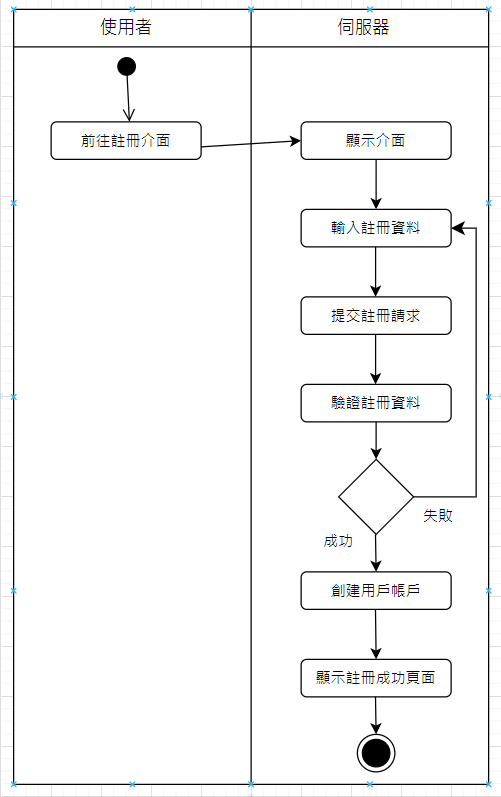 使用者
伺服器
前往註冊介面
顯示介面
輸入註冊資料
提交註冊請求
驗證註冊資料
失敗
成功
創建用戶帳戶
顯示註冊成功頁面